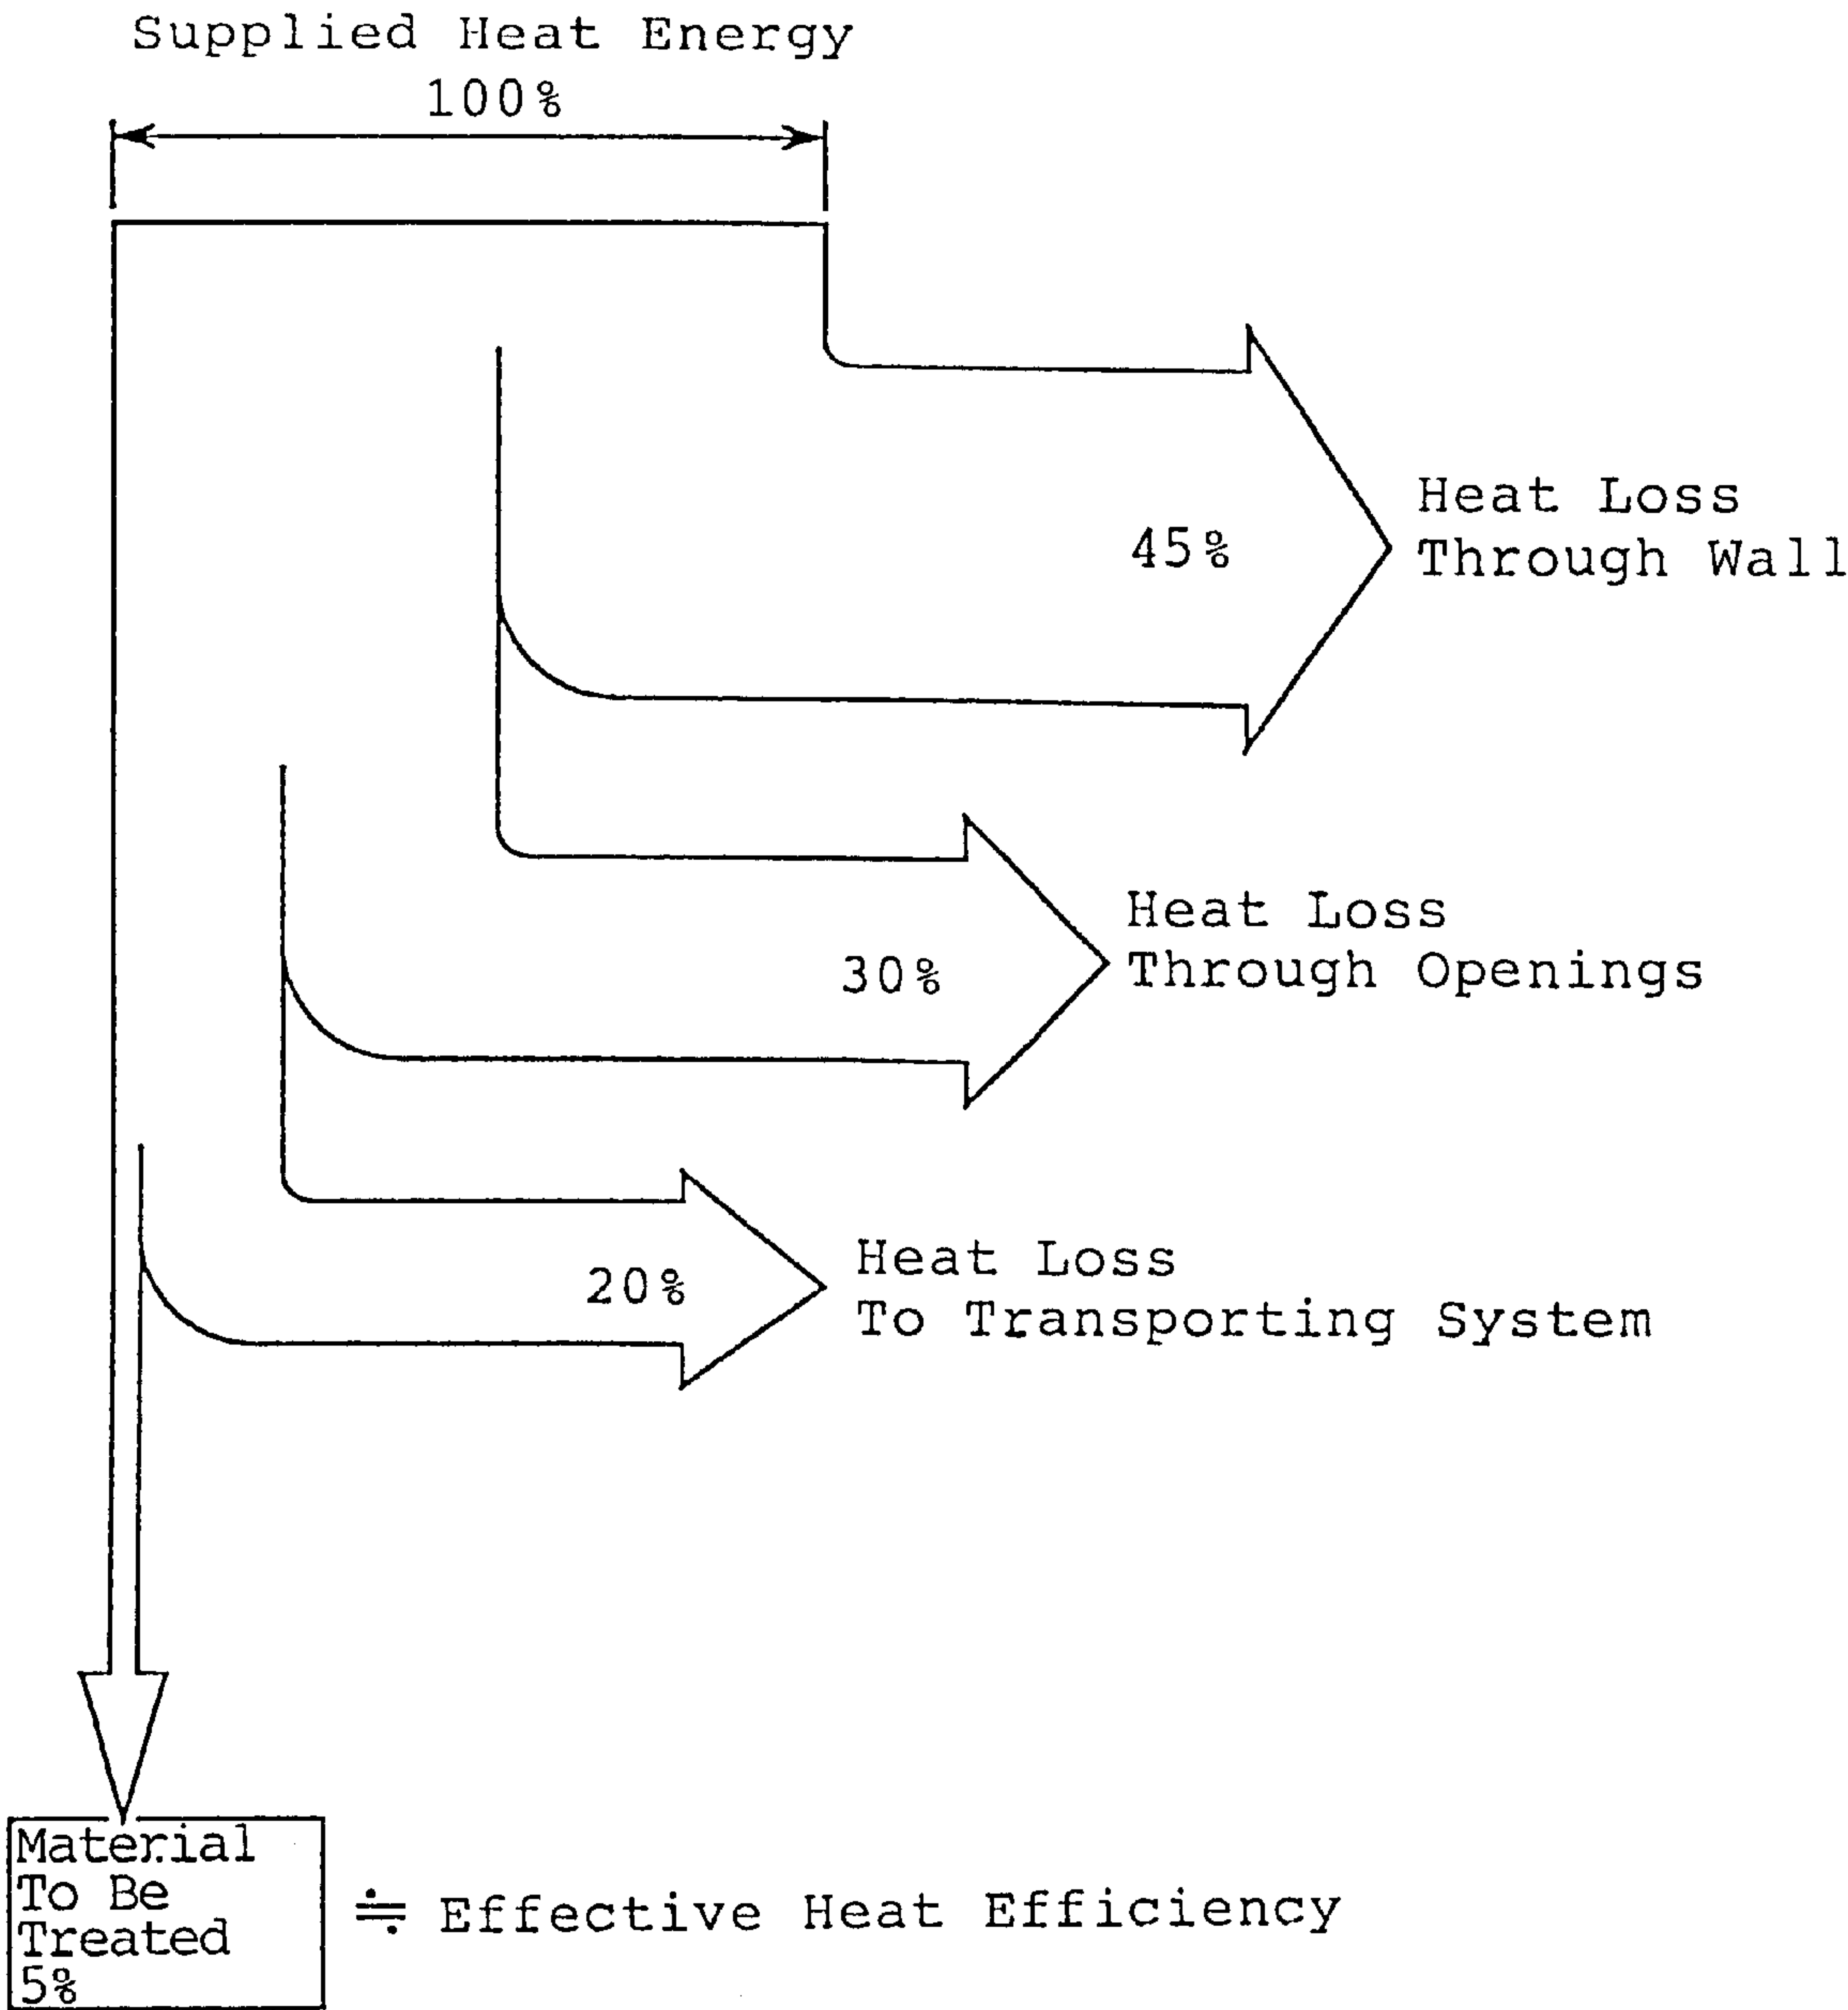 Supplied Heat Energy
100%
45%
Heat Loss
Through Wall
30%
Heat Loss
Through Openings
20%
Heat Loss
To Transporting System
Material
To Be
Treated
5%
≒ Effective Heat Efficiency